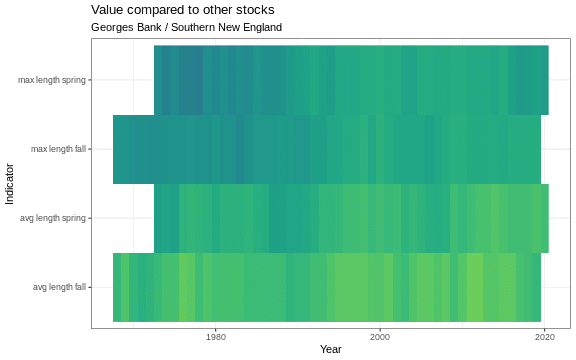 Value compared to other stocks
Georges Bank / Southern New England
max length spring
max length fall
avg length spring
avg length fall
Indicator
1980
2000
2020
Year